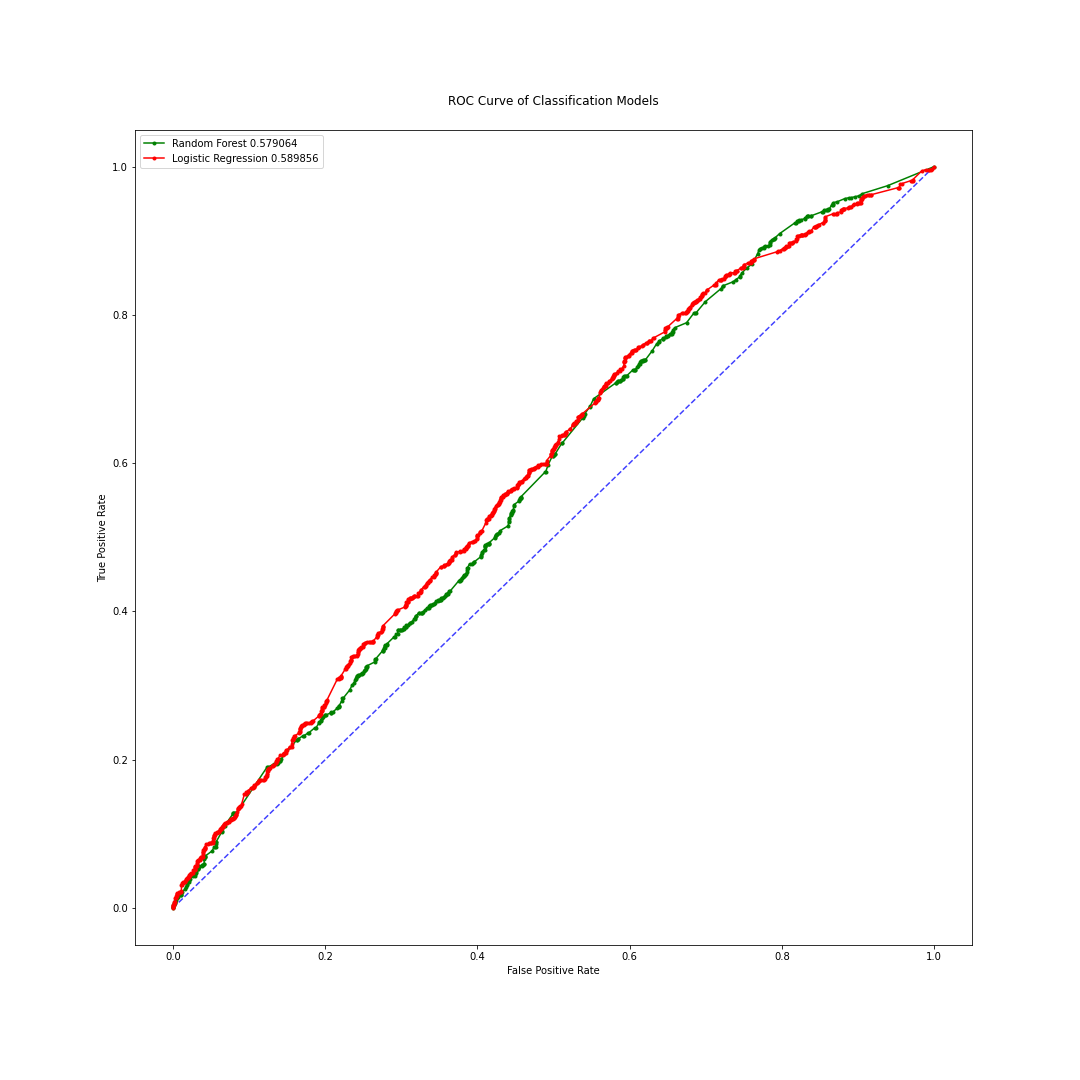 ROC Curve of Classification Models
Random Forest 0.579064
Logistic Regression 0.589856
1.0
0.8
0.6
0.4
0.2
0.0
True Positive Rate
0.0 0.2 0.4 0.6 0.8 1.0
False Positive Rate